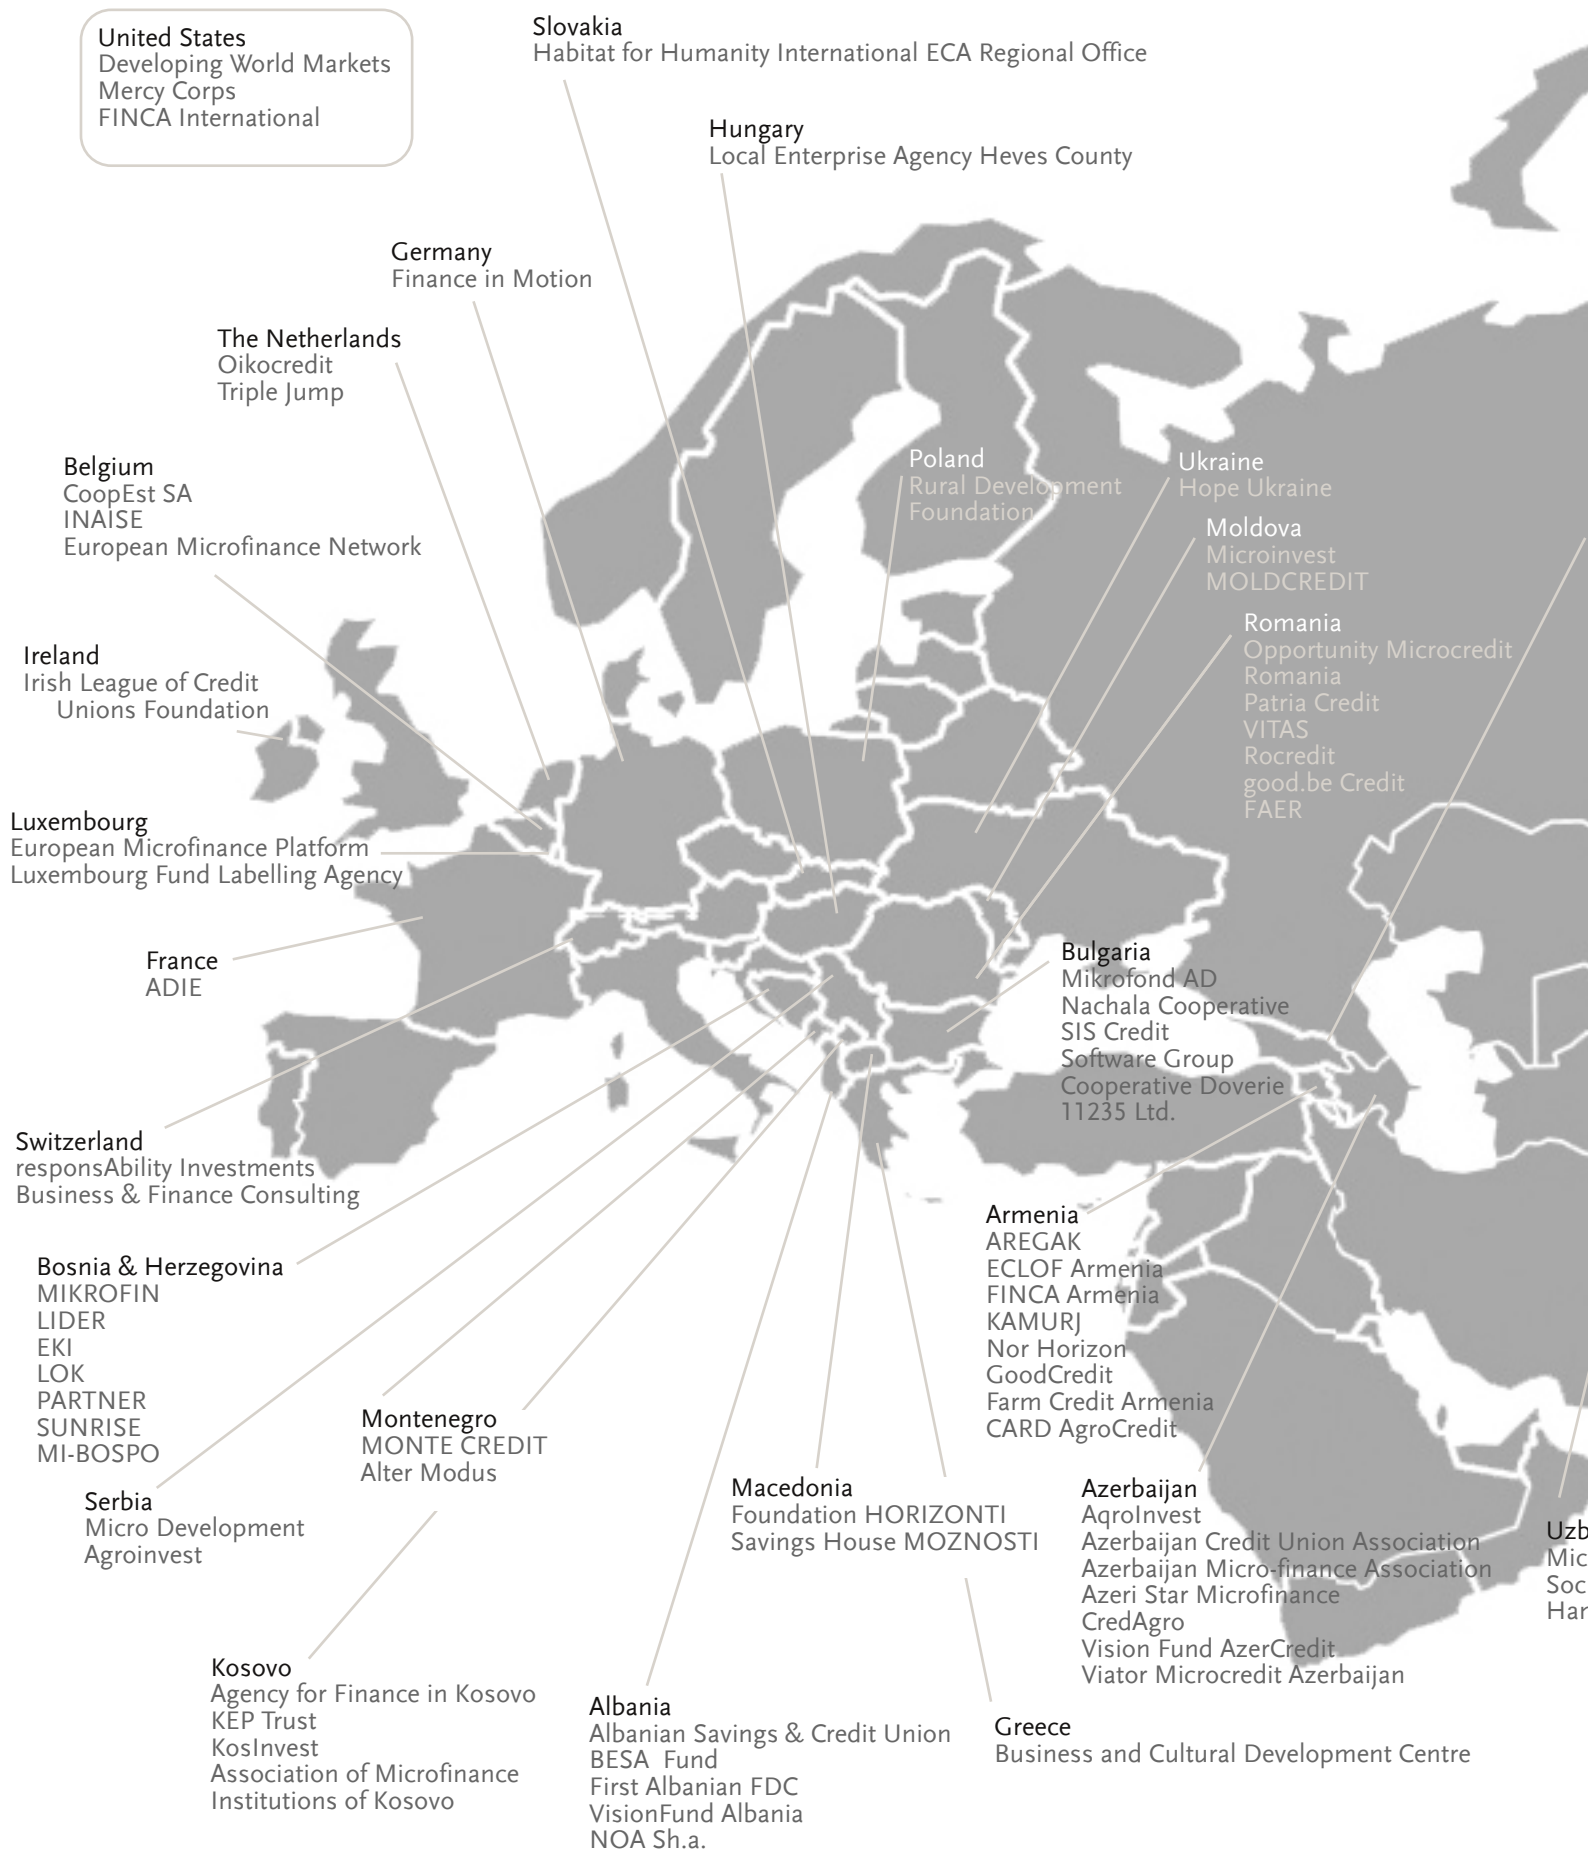 United States
Developing World Markets
Mercy Corps
FINCA International
Slovakia
Habitat for Humanity International ECA Regional Office
Hungary
Local Enterprise Agency Heves County
Germany
Finance in Motion
The Netherlands
Oikocredit
Triple Jump
Belgium
CoopEst SA
INAISE
European Microfinance Network
Poland
Rural Development
Foundation
Ukraine
Hope Ukraine
Moldova
Microinvest
MOLDCREDIT
Romania
Opportunity Microcredit
Romania
Patria Credit
VITAS
Rocredit
good.be Credit
FAER
Ireland
Irish League of Credit
Unions Foundation
Luxembourg
European Microfinance Platform
Luxembourg Fund Labelling Agency
France
ADIE
Bulgaria
Mikrofond AD
Nachala Cooperative
SIS Credit
Software Group
Cooperative Doverie
11235 Ltd.
Switzerland
responsAbility Investments
Business & Finance Consulting
Armenia
AREGAK
ECLOF Armenia
FINCA Armenia
KAMURJ
Nor Horizon
GoodCredit
Farm Credit Armenia
CARD AgroCredit
Bosnia & Herzegovina
MIKROFIN
LIDER
EKI
LOK
PARTNER
SUNRISE
MI-BOSPO
Montenegro
MONTE CREDIT
Alter Modus
Serbia
Micro Development
Agroinvest
Macedonia
Foundation HORIZONTI
Savings House MOZNOSTI
Azerbaijan
AqroInvest
Azerbaijan Credit Union Association
Azerbaijan Micro-finance Association
Azeri Star Microfinance
CredAgro
Vision Fund AzerCredit
Viator Microcredit Azerbaijan
Uzb
Mic
Soc
Ham
Kosovo
Agency for Finance in Kosovo
KEP Trust
KosInvest
Association of Microfinance
Institutions of Kosovo
Albania
Albanian Savings & Credit Union
BESA Fund
First Albanian FDC
VisionFund Albania
NOA Sh.a.
Greece
Business and Cultural Development Centre